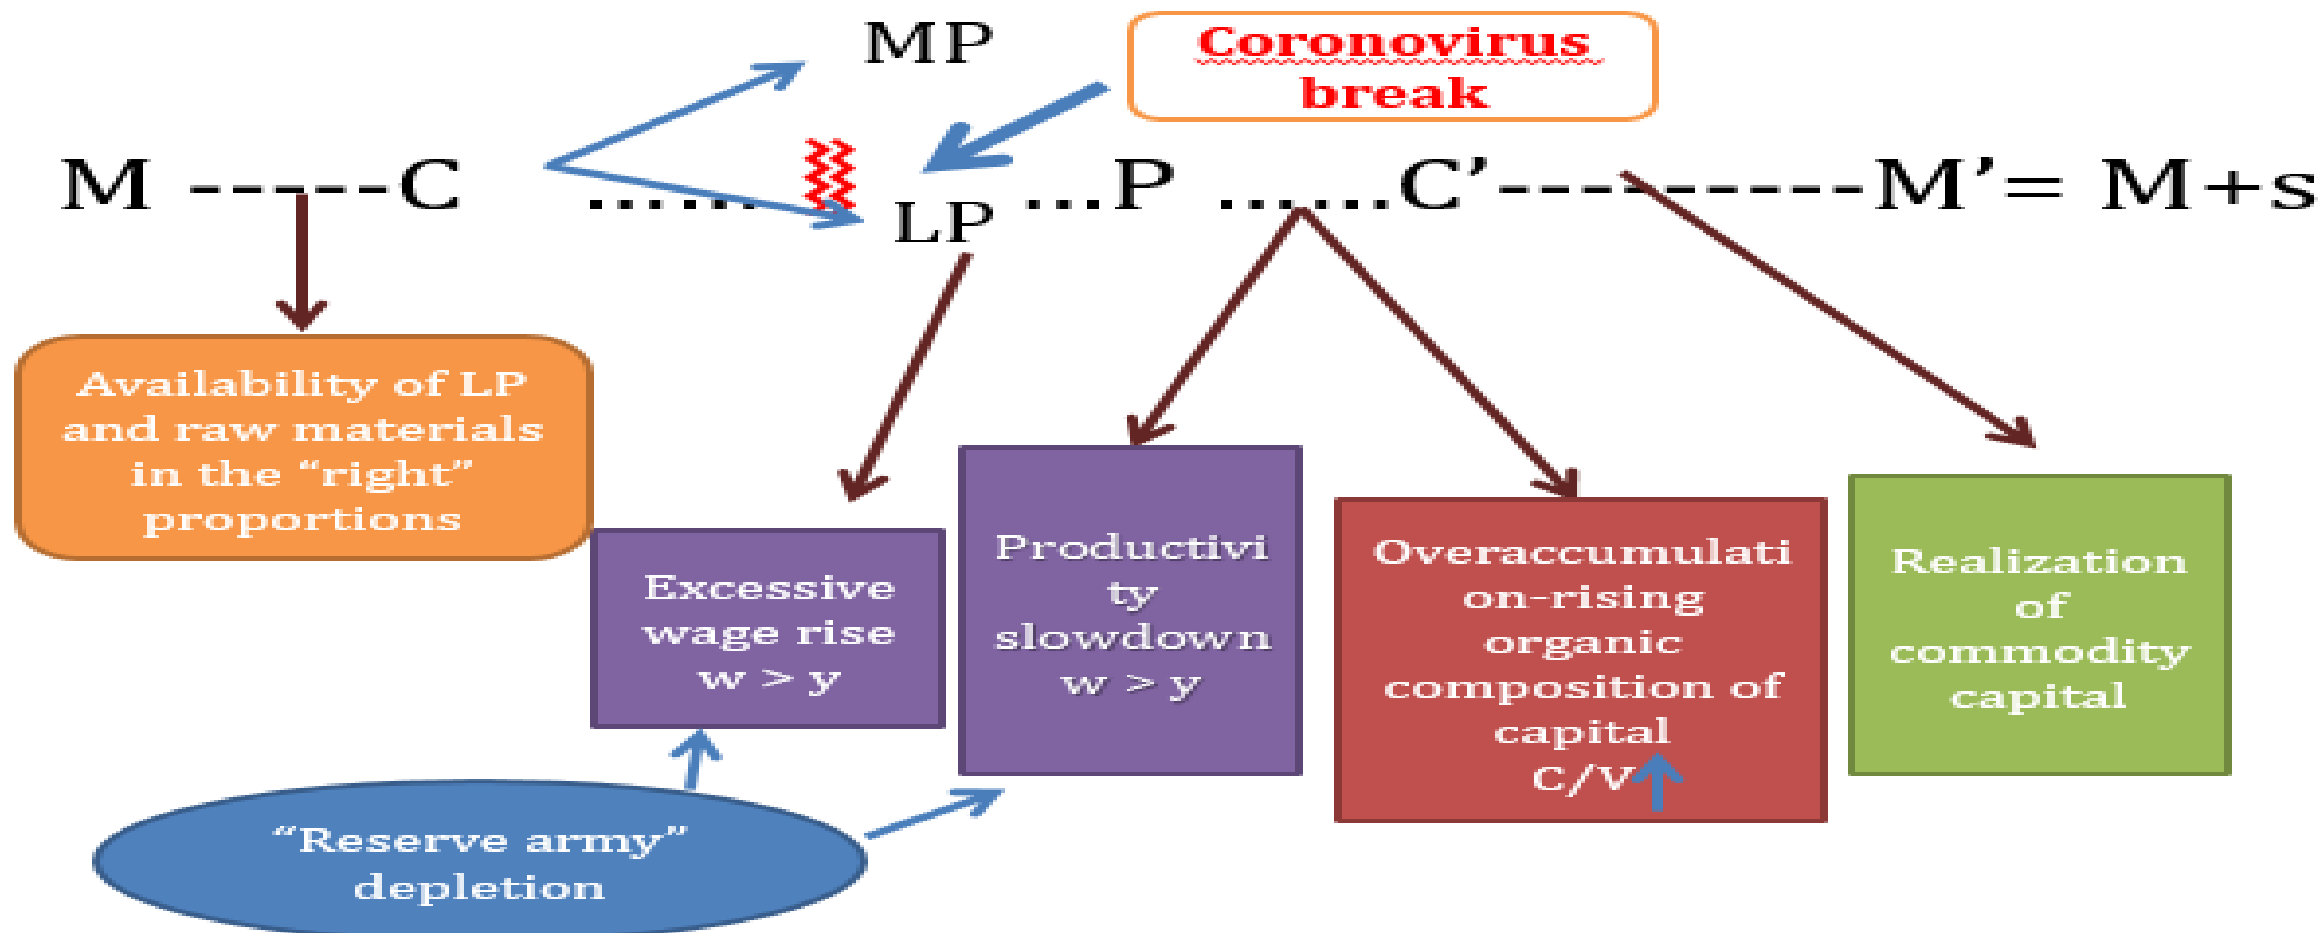 MP
Coronovirus
break
M -----C ...... LP ...P ......C’---------M’= M+s
Availability of LP
and raw materials
in the “right”
proportions
Excessive
wage rise
w > y
Productivi
ty
slowdown
w > y
Overaccumulati
on-rising
organic
composition of
capital
C/V
Realization
of
commodity
capital
“Reserve army”
depletion